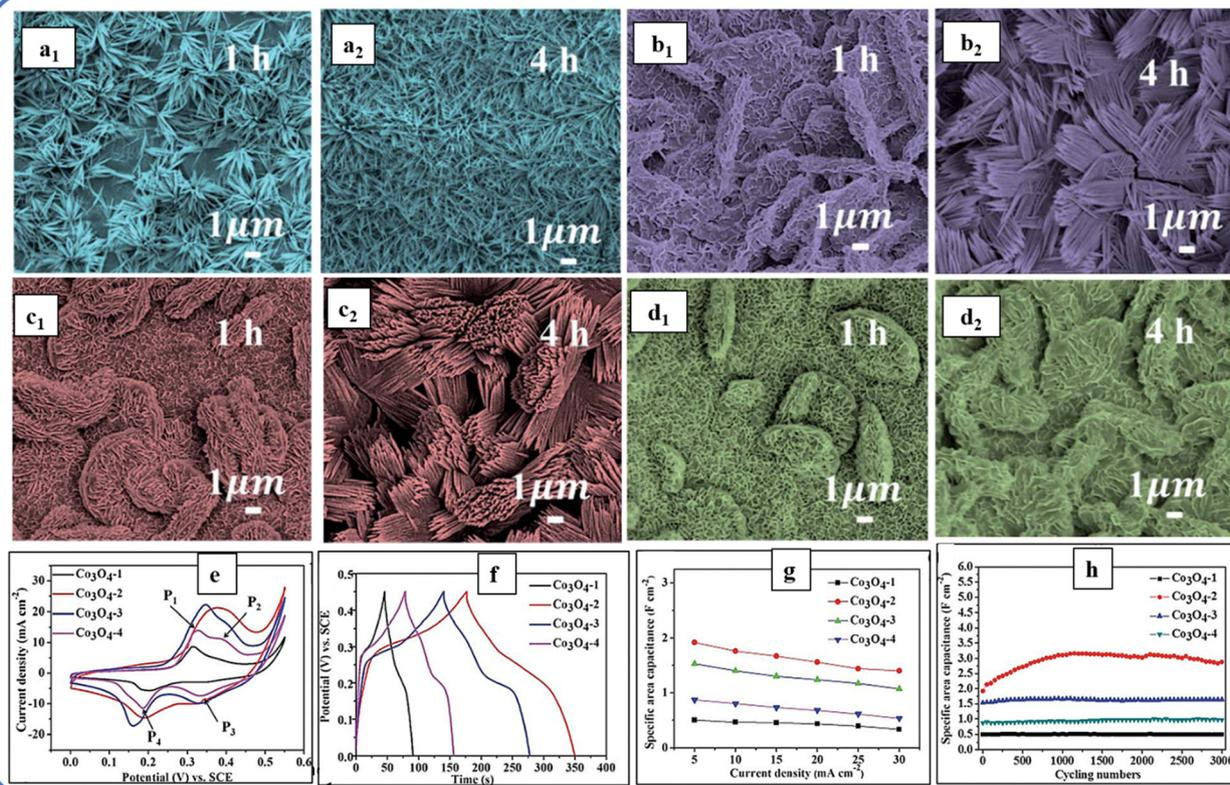 a₁
1 h
1μm
a₂
4 h
1μm
b₁
1 h
1μm
b₂
4 h
1μm
c₁
1 h
1μm
c₂
4 h
1μm
d₁
1 h
1μm
d₂
4 h
1μm
e
Co₃O₄-1
Co₃O₄-2
Co₃O₄-3
Co₃O₄-4
P₁
P₂
P₃
P₄
30
20
10
0
-10
-20
Current density (mA cm⁻²)
0.0 0.1 0.2 0.3 0.4 0.5 0.6
Potential (V) vs. SCE
f
Co₃O₄-1
Co₃O₄-2
Co₃O₄-3
Co₃O₄-4
0.5
0.4
0.3
0.2
0.1
0.0
Potential (V) vs. SCE
0 50 100 150 200 250 300 350 400
Time (s)
g
Co₃O₄-1
Co₃O₄-2
Co₃O₄-3
Co₃O₄-4
3
2
1
0
Specific area capacitance (F cm⁻²)
5 10 15 20 25 30
Current density (mA cm⁻²)
h
Co₃O₄-1
Co₃O₄-2
Co₃O₄-3
Co₃O₄-4
6.0
5.5
5.0
4.5
4.0
3.5
3.0
2.5
2.0
1.5
1.0
0.5
0.0
Specific area capacitance (F cm⁻²)
0 500 1000 1500 2000 2500 3000
Cycling numbers